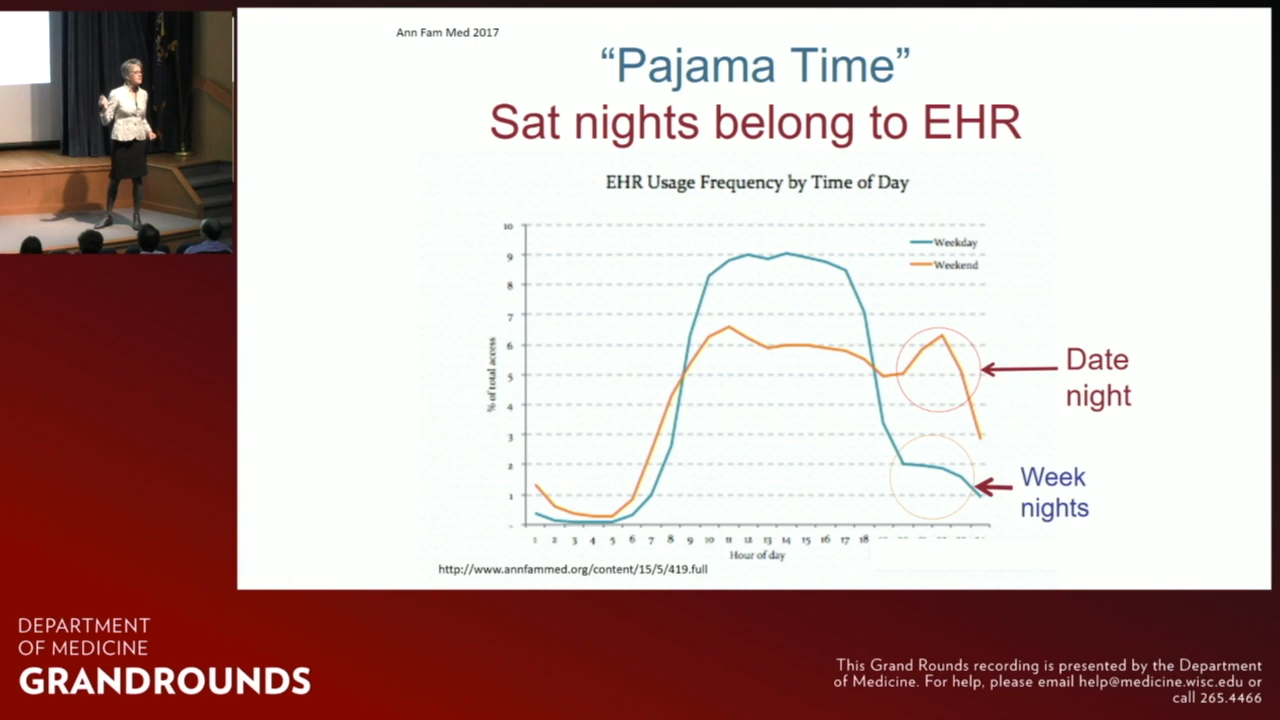 Ann Fam Med 2017
“Pajama Time”
Sat nights belong to EHR
EHR Usage Frequency by Time of Day
10
9
8
7
6
5
4
3
2
1
-
% of total access
Weekday
Weekend
1 2 3 4 5 6 7 8 9 10 11 12 13 14 15 16 17 18
Hour of day
Date
night
Week
nights
http://www.annfammed.org/content/15/5/419.full
DEPARTMENT
OF MEDICINE
GRANDROUNDS
This Grand Rounds recording is presented by the Department
of Medicine. For help, please email help@medicine.wisc.edu or
call 265.4466